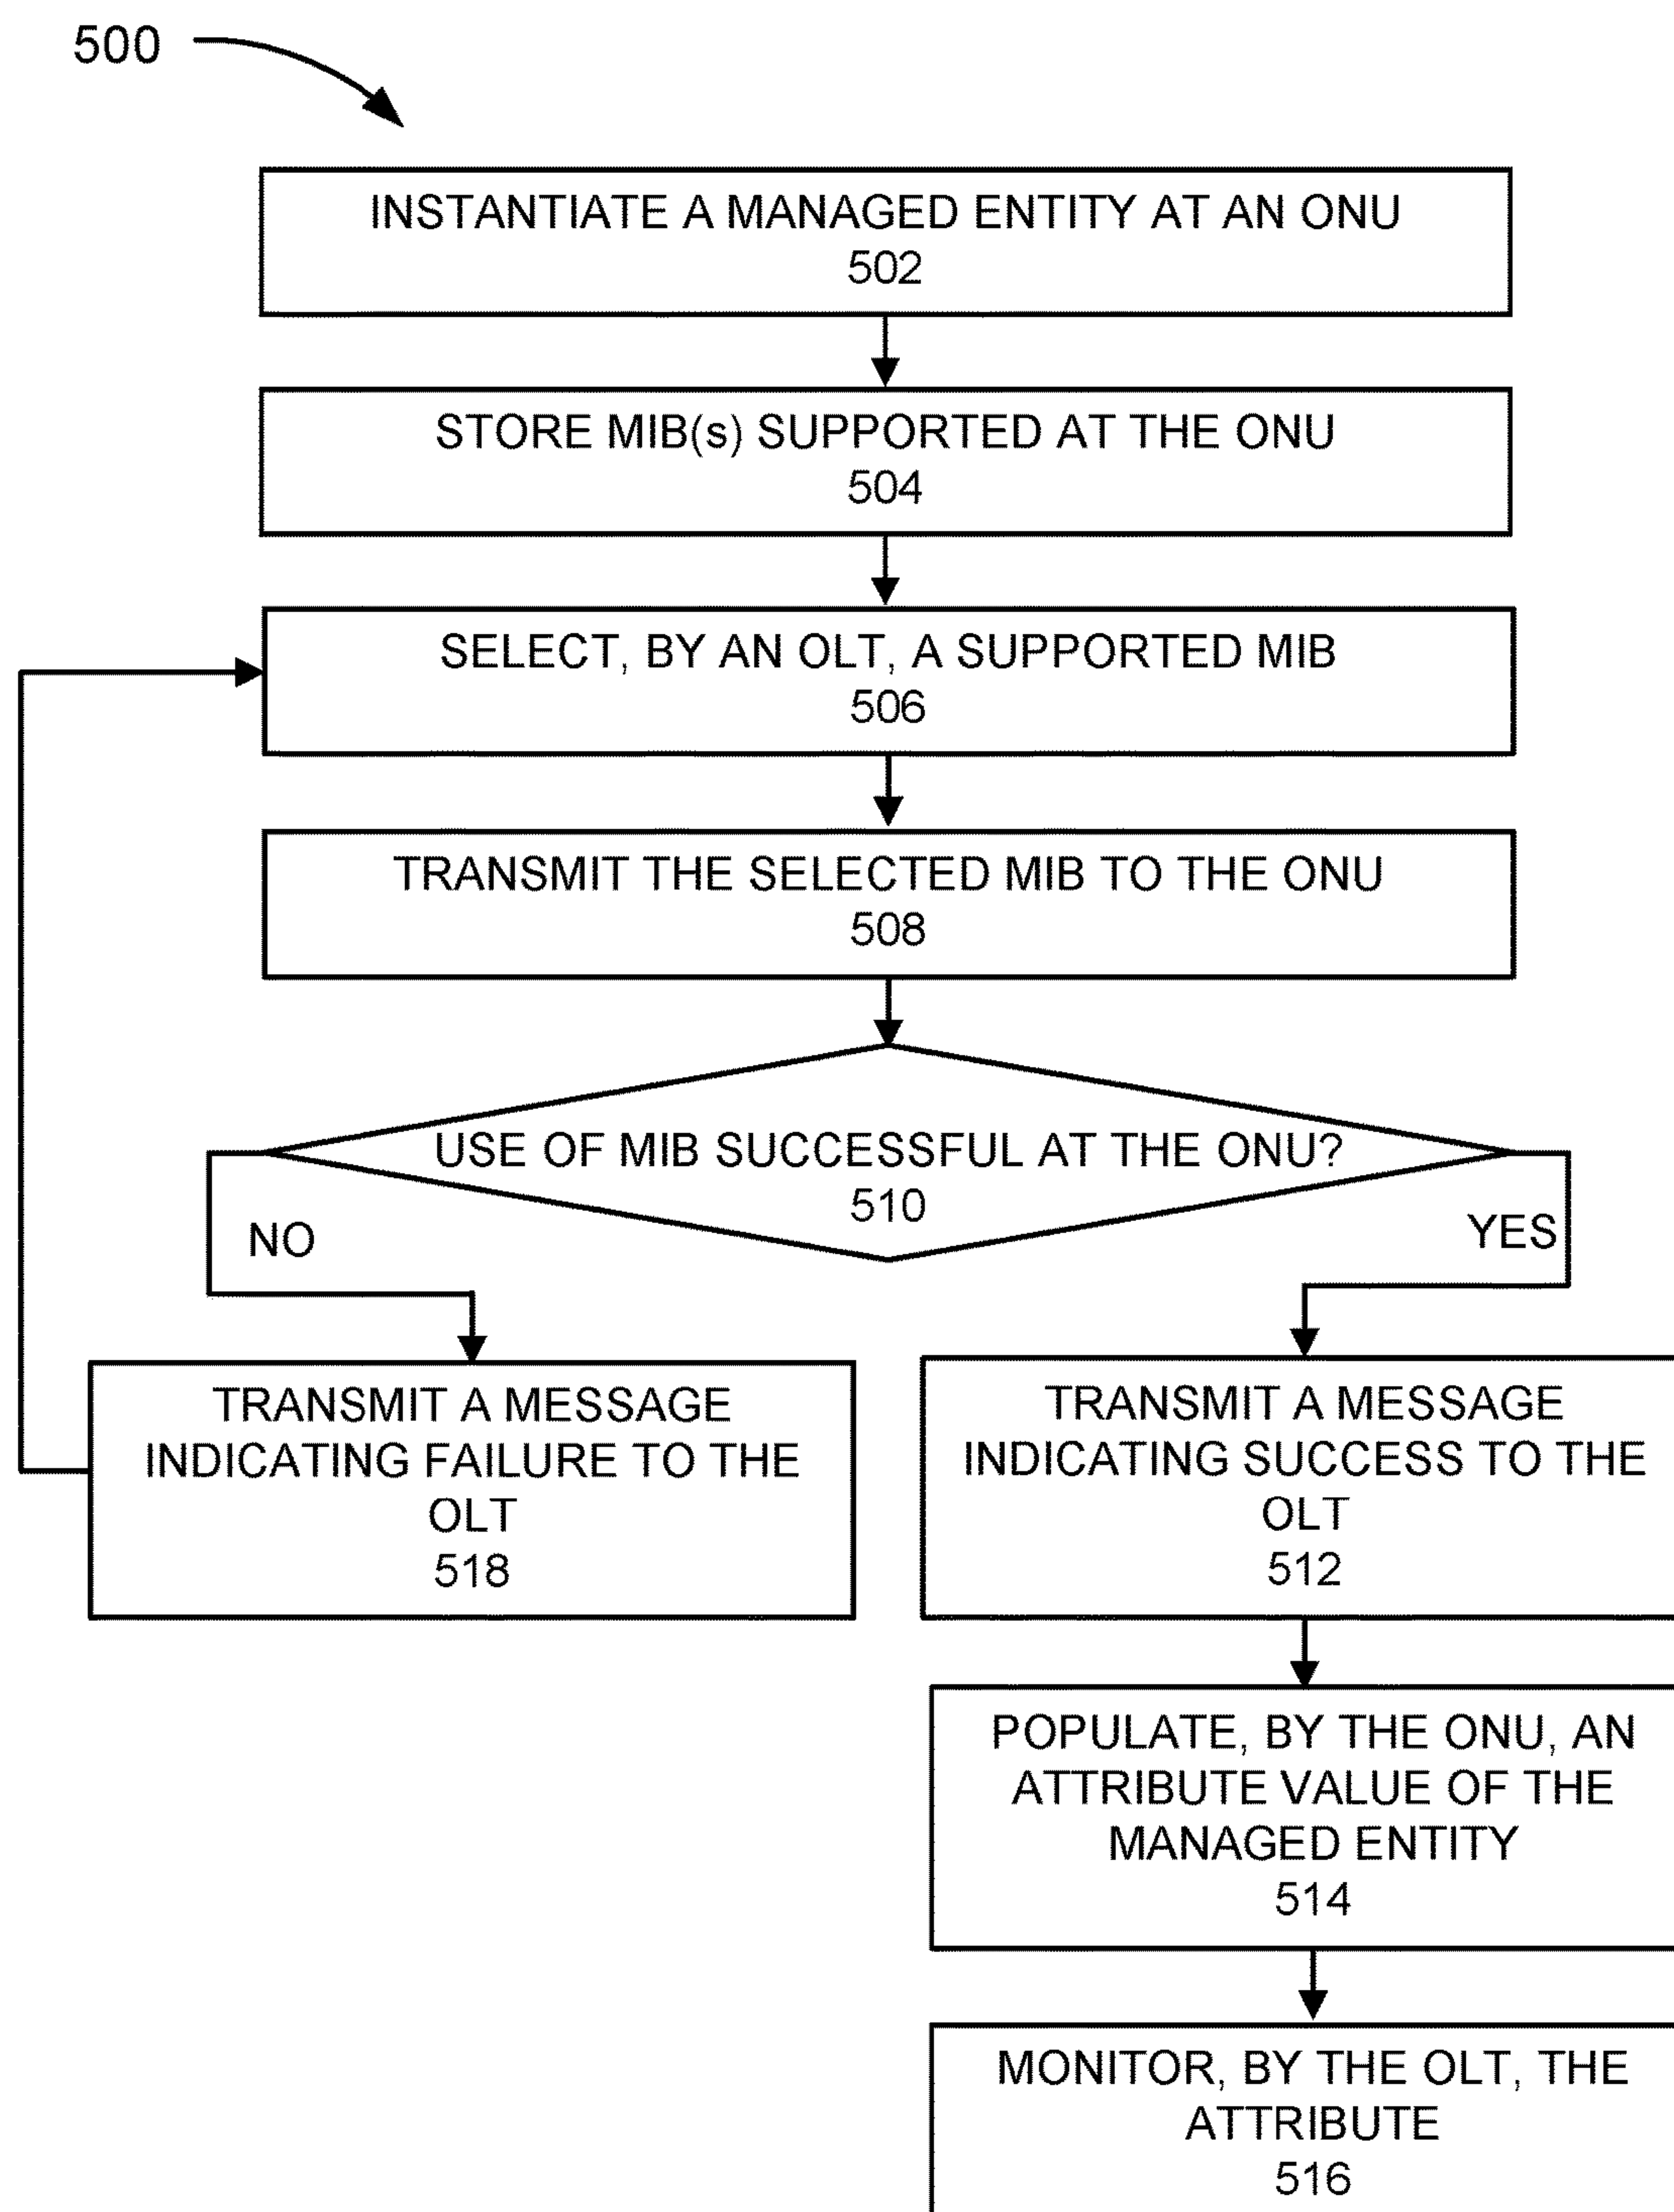 500
INSTANTIATE A MANAGED ENTITY AT AN ONU
502
STORE MIB(s) SUPPORTED AT THE ONU
504
SELECT, BY AN OLT, A SUPPORTED MIB
506
TRANSMIT THE SELECTED MIB TO THE ONU
508
USE OF MIB SUCCESSFUL AT THE ONU?
510
NO
YES
TRANSMIT A MESSAGE
INDICATING FAILURE TO THE
OLT
518
TRANSMIT A MESSAGE
INDICATING SUCCESS TO THE
OLT
512
POPULATE, BY THE ONU, AN
ATTRIBUTE VALUE OF THE
MANAGED ENTITY
514
MONITOR, BY THE OLT, THE
ATTRIBUTE
516